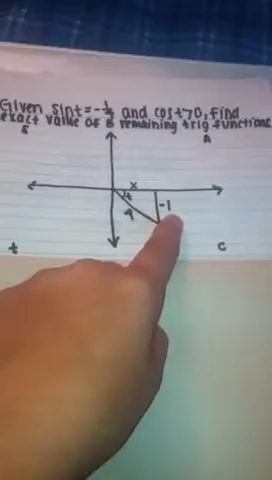 Given sint=-1/4 and cost>0, find
exact value of 5 remaining trig functions
S
A
x
t
4
-1
t
C